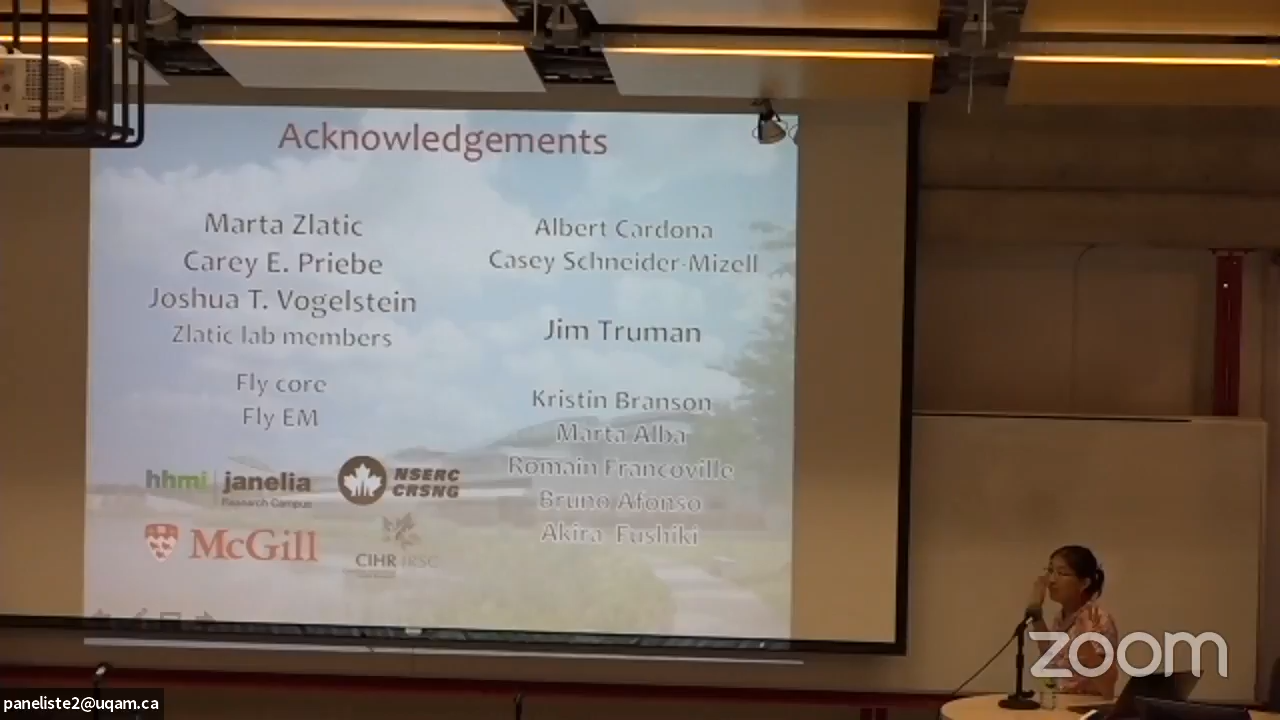 Acknowledgements
Marta Zlatic
Carey E. Priebe
Joshua T. Vogelstein
Zlatic lab members
Fly core
Fly EM
hhmi janelia
Research Campus
NSERC
CRSNG
McGill
CIHR IRSC
Albert Cardona
Casey Schneider-Mizell
Jim Truman
Kristin Branson
Marta Alba
Romain Francoville
Bruno Afonso
Akira Fushiki
zoom
paneliste2@uqam.ca